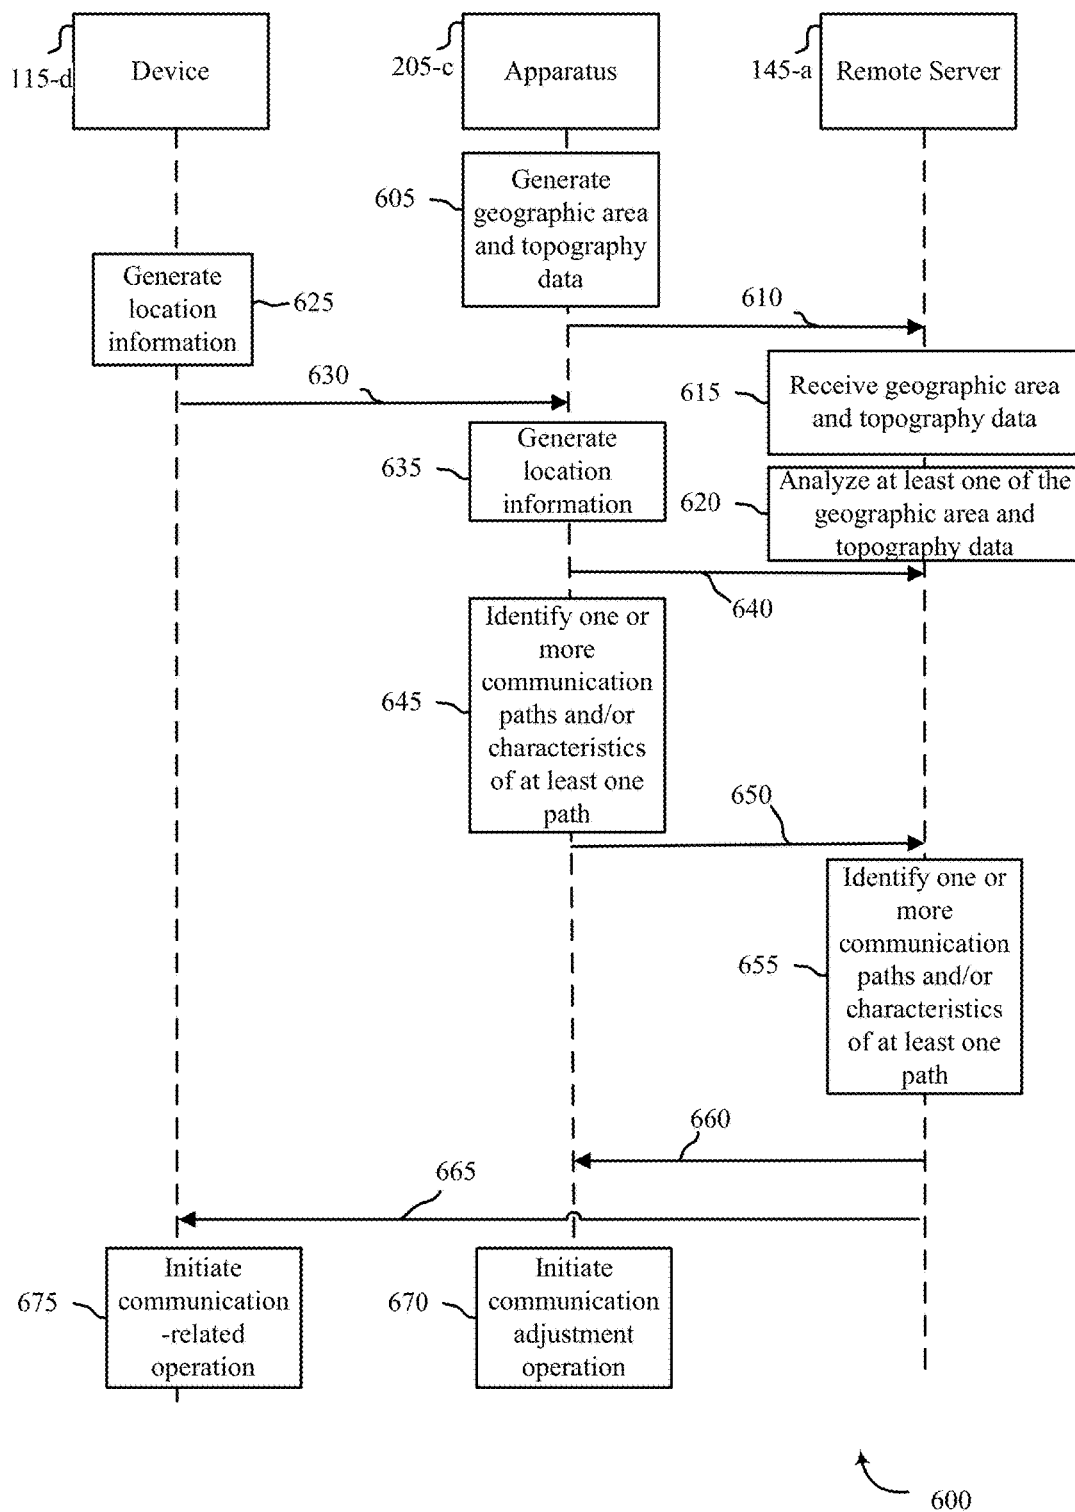 115-d
Device
205-c
Apparatus
145-a
Remote Server
605
Generate
geographic area
and topography
data
Generate
location
information
625
610
630
615
Receive geographic area
and topography data
635
Generate
location
information
620
Analyze at least one of the
geographic area and
topography data
640
645
Identify one or
more
communication
paths and/or
characteristics
of at least one
path
650
655
Identify one or
more
communication
paths and/or
characteristics
of at least one
path
660
665
675
Initiate
communication
-related
operation
670
Initiate
communication
adjustment
operation
600